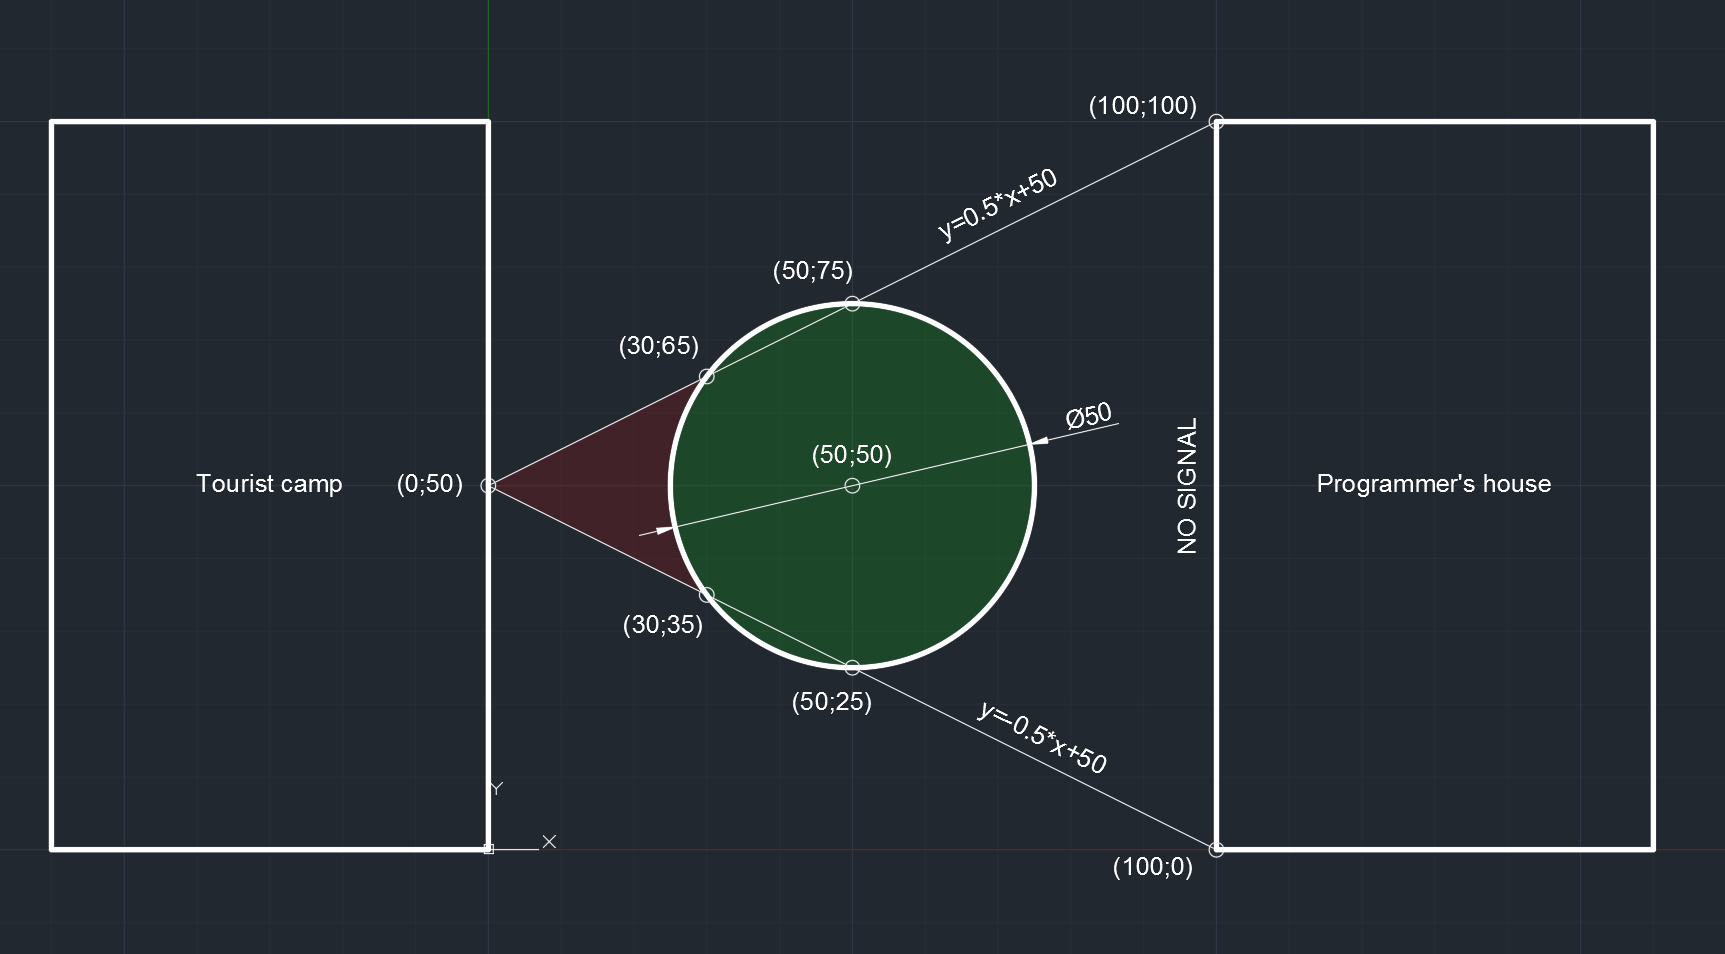 (100;100)
y=0.5*x+50
(50;75)
(30;65)
Ø50
(50;50)
NO SIGNAL
Tourist camp
(0;50)
Programmer's house
(30;35)
(50;25)
y=-0.5*x+50
Y
X
(100;0)